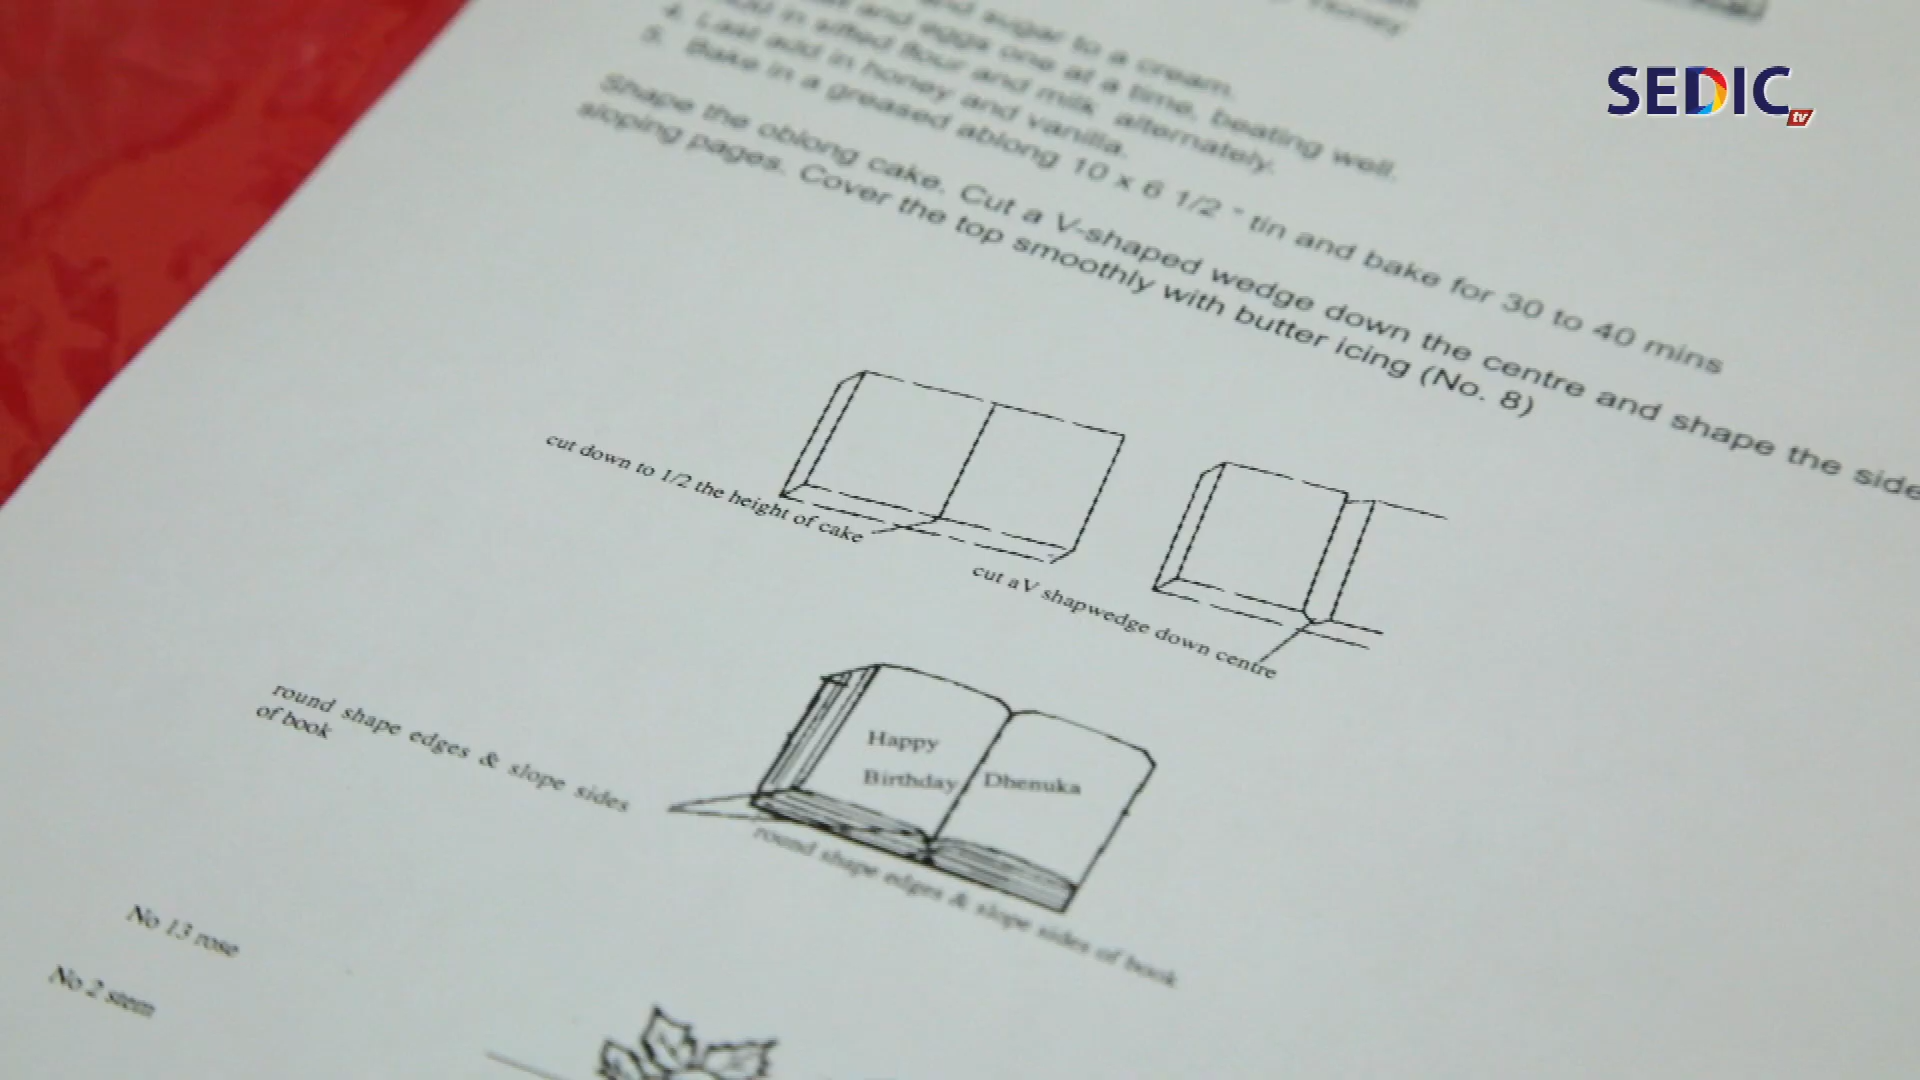 Honey
and sugar to a cream.
and eggs one at a time, beating well.
Add in sifted flour and milk alternately.
4. Last add in honey and vanilla.
5. Bake in a greased ablong 10 x 6 1/2 " tin and bake for 30 to 40 mins
Shape the oblong cake. Cut a V-shaped wedge down the centre and shape the side
sloping pages. Cover the top smoothly with butter icing (No. 8)
cut down to 1/2 the height of cake
cut aV shapwedge down centre
round shape edges & slope sides
of book
Happy
Birthday Dhenuka
round shape edges & slope sides of book
No 13 rose
No 2 stem
SEDIC tv